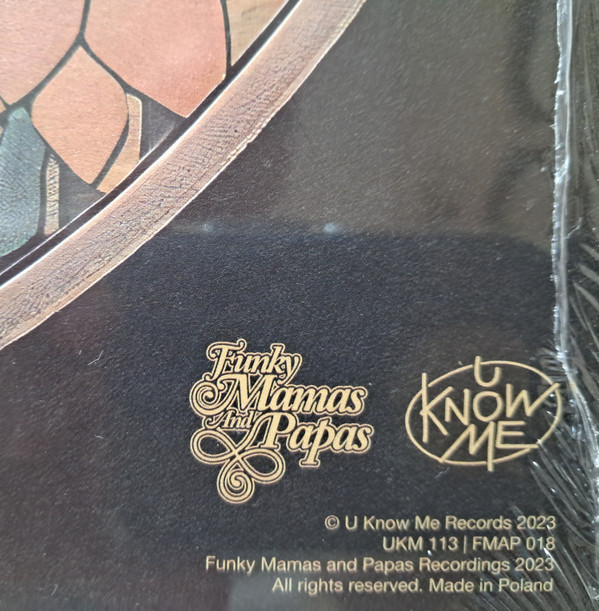 Funky
Mamas
And Papas
U
KNOW
ME
© U Know Me Records 2023
UKM 113 | FMAP 018
Funky Mamas and Papas Recordings 2023
All rights reserved. Made in Poland